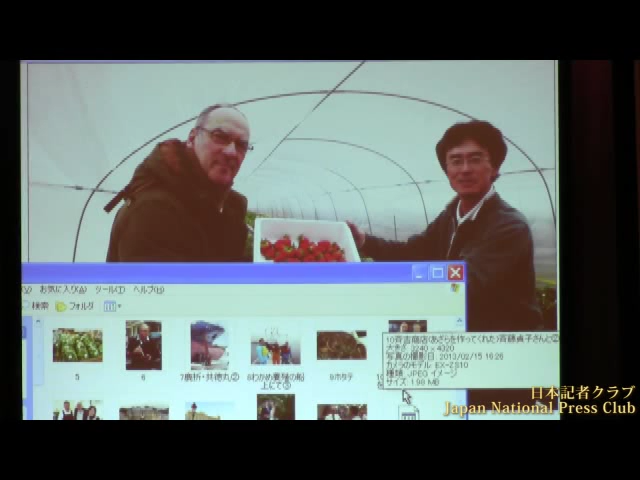 お気に入り(A) ツール(T) ヘルプ(H)
検索 フォルダ
10斉吉商店(あざらを作ってくれた)斉藤貞子さんと②
大きさ: 3240 x 4320
写真の撮影日: 2013/02/15 16:26
カメラのモデル: EX-ZS10
種類: JPEG イメージ
サイズ: 1.98 MB
5
6
7鹿折・共徳丸②
8わかめ養殖の船上にて③
9ホタテ
日本記者クラブ
Japan National Press Club